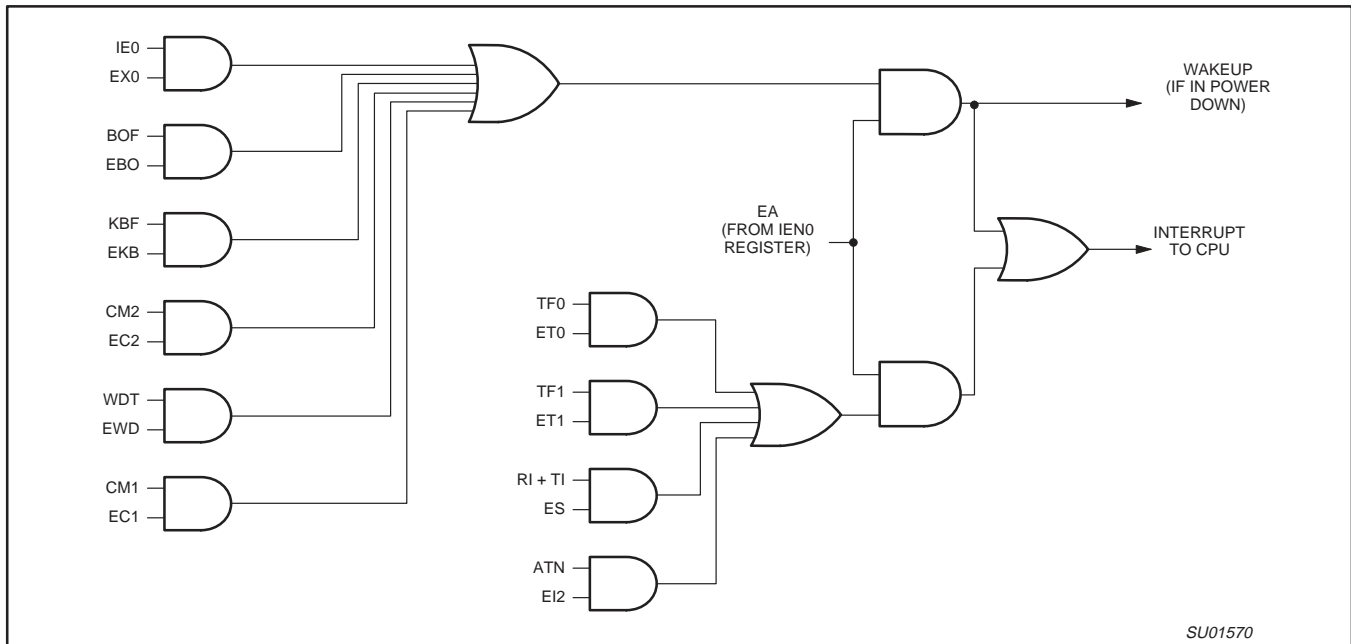 IE0
EX0
BOF
EBO
KBF
EKB
CM2
EC2
WDT
EWD
CM1
EC1
EA
(FROM IEN0
REGISTER)
TF0
ET0
TF1
ET1
RI + TI
ES
ATN
EI2
WAKEUP
(IF IN POWER
DOWN)
INTERRUPT
TO CPU
SU01570